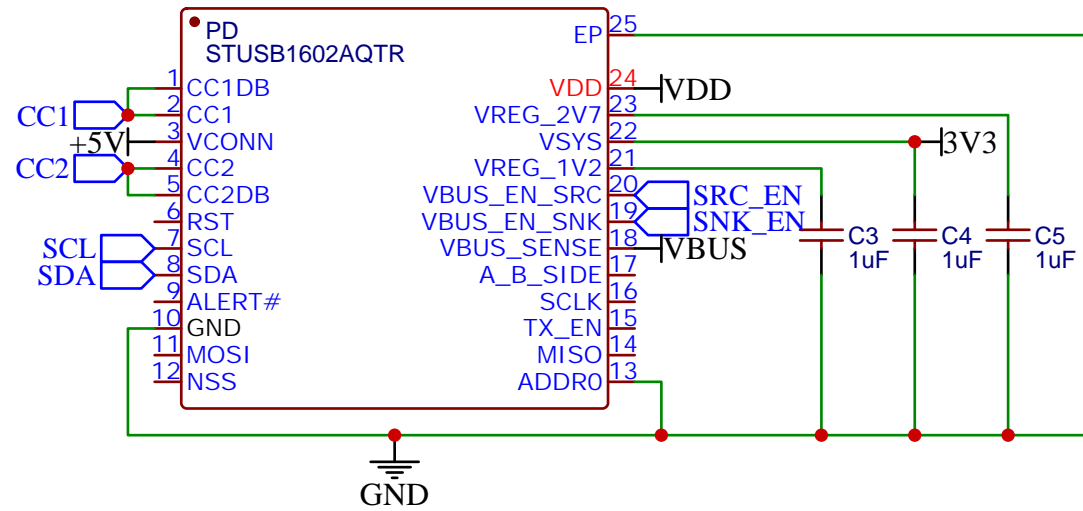 PD
STUSB1602AQTR
EP 25
1 CC1DB
VDD 24 VDD
CC1
2 CC1
VREG_2V7 23
+5V
3 VCONN
VSYS 22 3V3
CC2
4 CC2
VREG_1V2 21
5 CC2DB
VBUS_EN_SRC 20 SRC_EN
6 RST
VBUS_EN_SNK 19 SNK_EN
SCL
7 SCL
VBUS_SENSE 18 VBUS
SDA
8 SDA
A_B_SIDE 17
9 ALERT#
SCLK 16
10 GND
TX_EN 15
11 MOSI
MISO 14
12 NSS
ADDR0 13
C3
1uF
C4
1uF
C5
1uF
GND